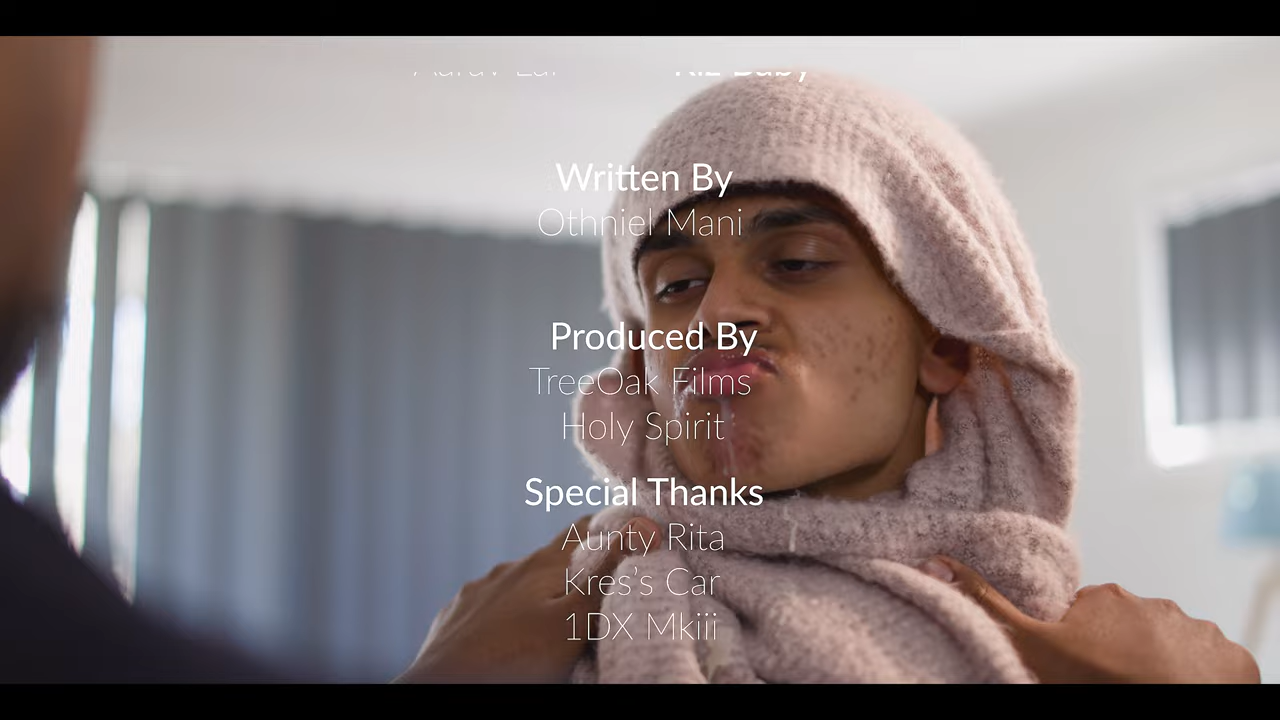 Written By
Othniel Mani
Produced By
TreeOak Films
Holy Spirit
Special Thanks
Aunty Rita
Kres's Car
1DX Mkiii